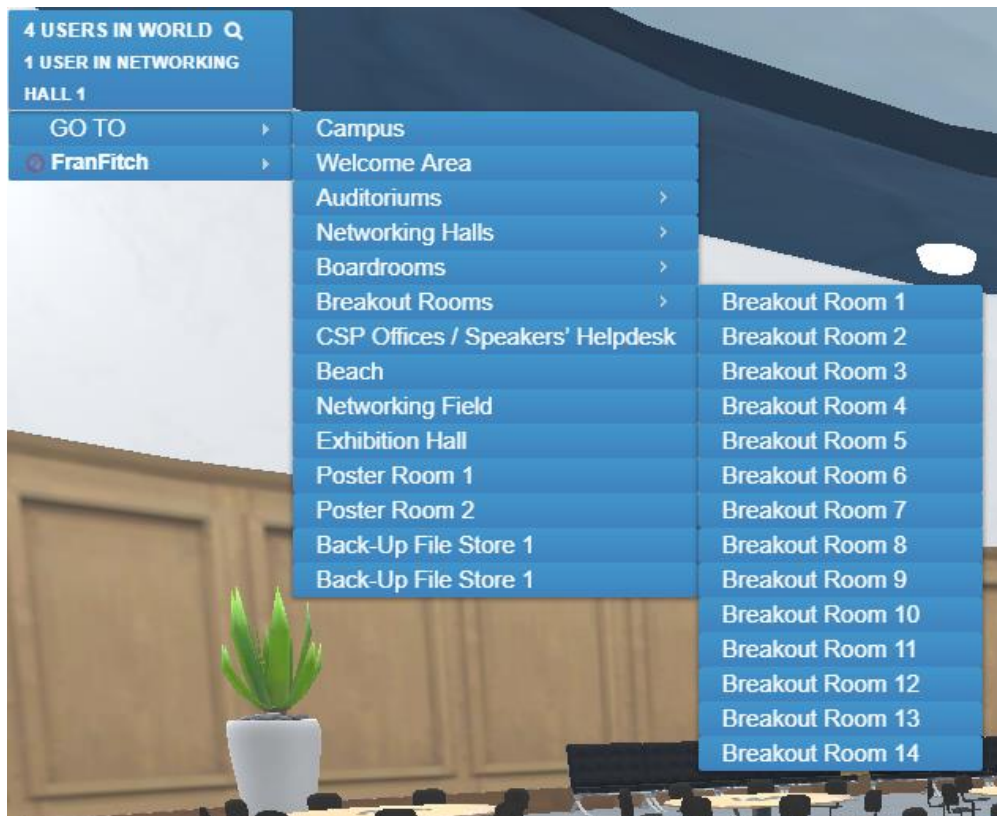 4 USERS IN WORLD
1 USER IN NETWORKING
HALL 1
GO TO
FranFitch
Campus
Welcome Area
Auditoriums
Networking Halls
Boardrooms
Breakout Rooms
CSP Offices / Speakers' Helpdesk
Beach
Networking Field
Exhibition Hall
Poster Room 1
Poster Room 2
Back-Up File Store 1
Back-Up File Store 1
Breakout Room 1
Breakout Room 2
Breakout Room 3
Breakout Room 4
Breakout Room 5
Breakout Room 6
Breakout Room 7
Breakout Room 8
Breakout Room 9
Breakout Room 10
Breakout Room 11
Breakout Room 12
Breakout Room 13
Breakout Room 14